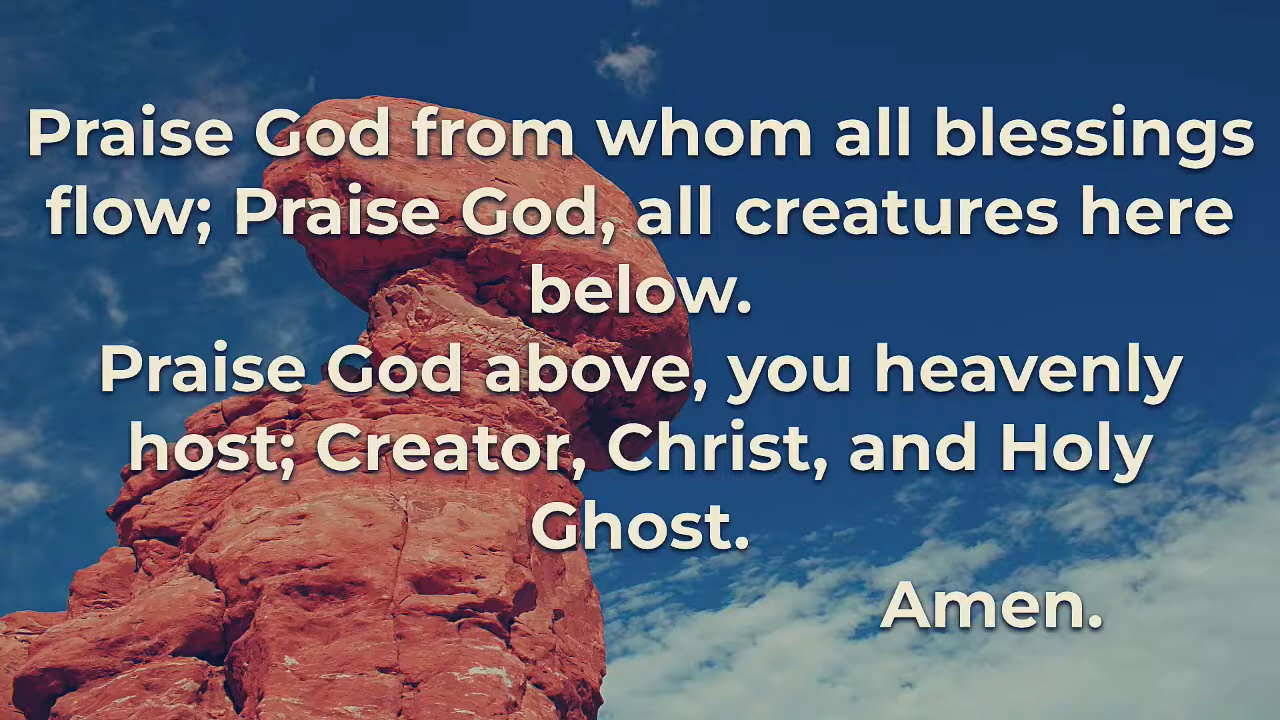 Praise God from whom all blessings
flow; Praise God, all creatures here
below.
Praise God above, you heavenly
host; Creator, Christ, and Holy
Ghost.
Amen.